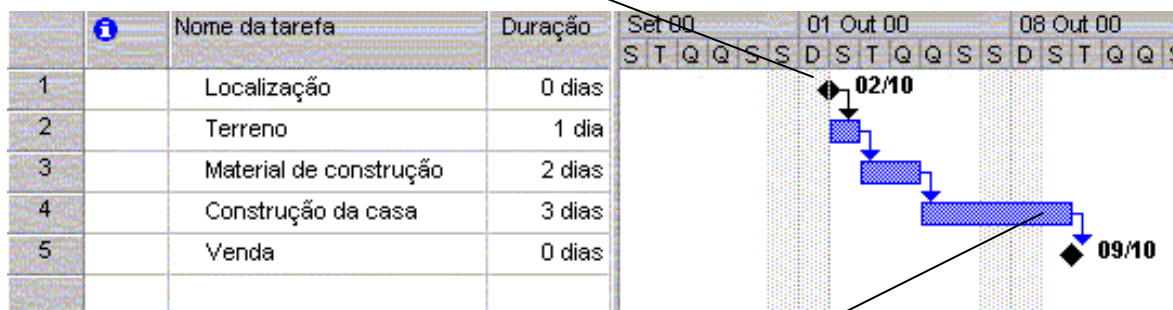 Nome da tarefa Duração Set 00 01 Out 00 08 Out 00
S T Q Q S S D S T Q Q S S D S T Q Q
1 Localização 0 dias 02/10
2 Terreno 1 dia
3 Material de construção 2 dias
4 Construção da casa 3 dias
5 Venda 0 dias 09/10